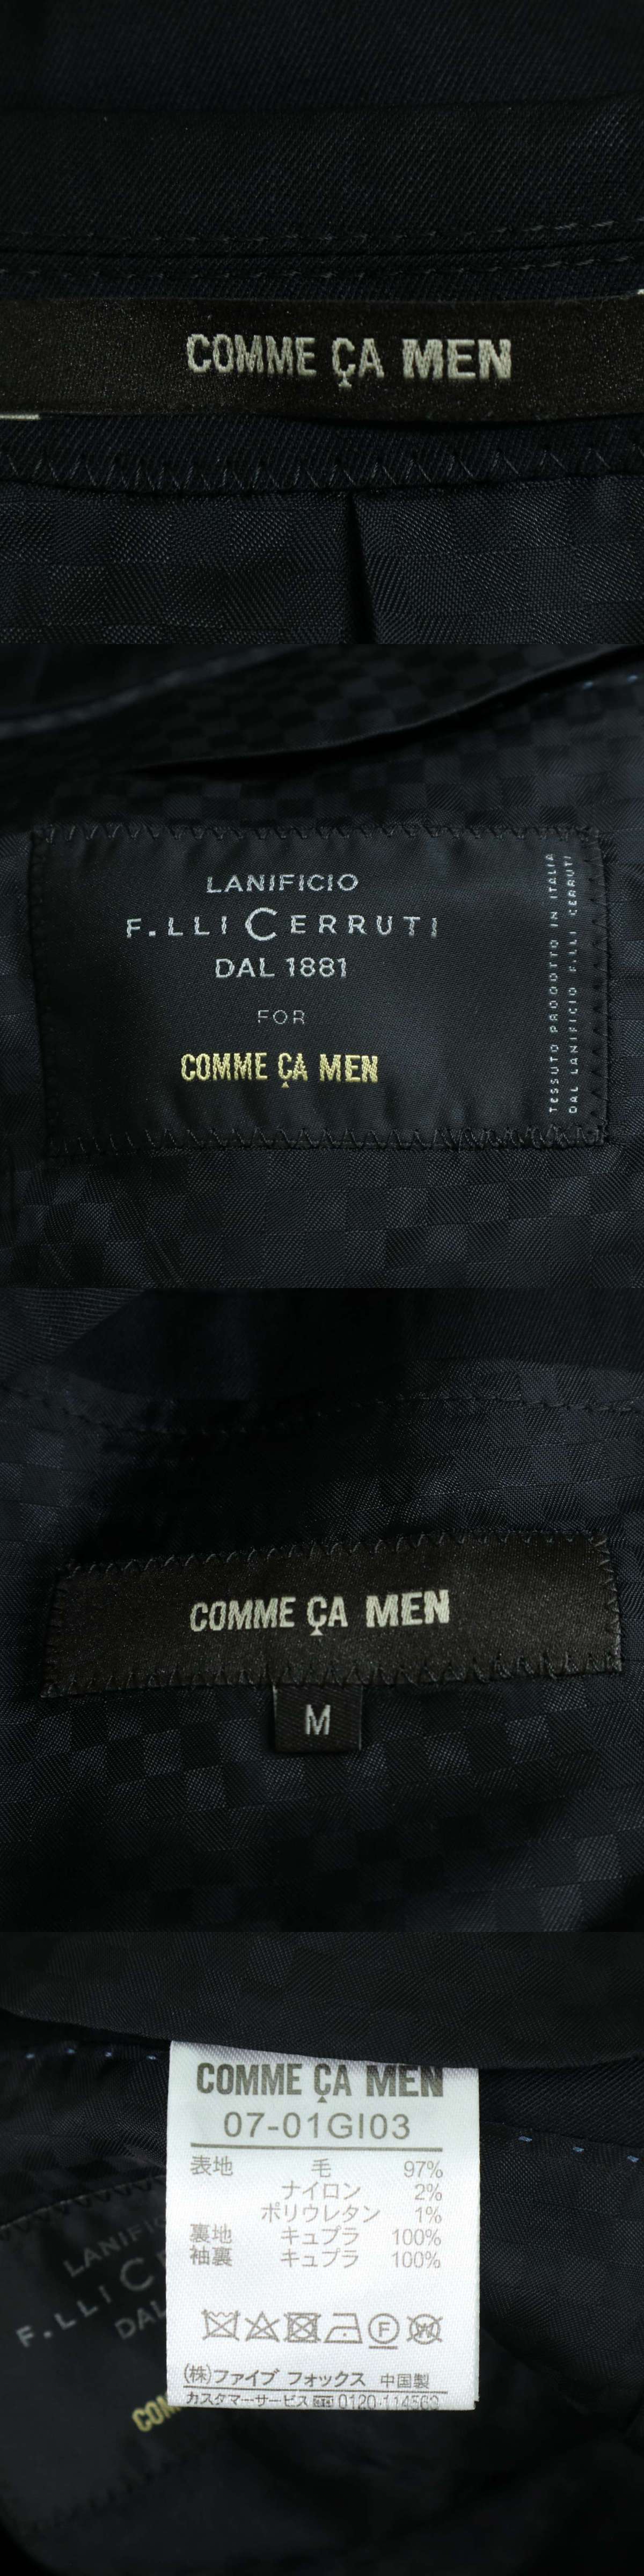 COMME ÇA MEN
LANIFICIO
F.LLI CERRUTI
DAL 1881
FOR
COMME ÇA MEN
TESSUTO PRODOTTO IN ITALIA
DAL LANIFICIO F.LLI CERRUTI
COMME ÇA MEN
M
COMME ÇA MEN
07-01GI03
表地 毛 97%
ナイロン 2%
ポリウレタン 1%
裏地 キュプラ 100%
袖裏 キュプラ 100%
(株)ファイブ フォックス 中国製
カスタマーサービス 0120-114563
LANIFIC
F.LLI C
DAL
COM